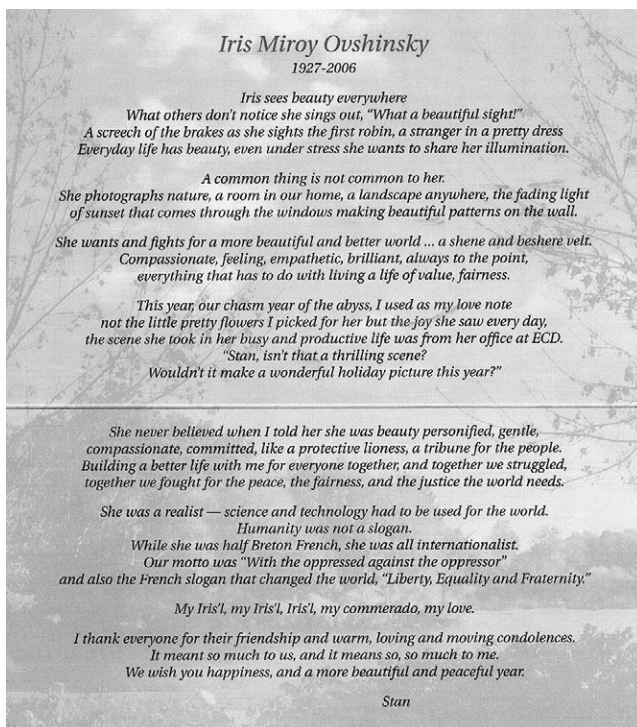 Iris Miroy Ovshinsky
1927-2006
Iris sees beauty everywhere
What others don't notice she sings out, “What a beautiful sight!”
A screech of the brakes as she sights the first robin, a stranger in a pretty dress
Everyday life has beauty, even under stress she wants to share her illumination.
A common thing is not common to her.
She photographs nature, a room in our home, a landscape anywhere, the fading light
of sunset that comes through the windows making beautiful patterns on the wall.
She wants and fights for a more beautiful and better world ... a shene and beshere velt.
Compassionate, feeling, empathetic, brilliant, always to the point,
everything that has to do with living a life of value, fairness.
This year, our chasm year of the abyss, I used as my love note
not the little pretty flowers I picked for her but the joy she saw every day,
the scene she took in her busy and productive life was from her office at ECD.
“Stan, isn't that a thrilling scene?
Wouldn't it make a wonderful holiday picture this year?”
She never believed when I told her she was beauty personified, gentle,
compassionate, committed, like a protective lioness, a tribune for the people.
Building a better life with me for everyone together, and together we struggled,
together we fought for the peace, the fairness, and the justice the world needs.
She was a realist — science and technology had to be used for the world.
Humanity was not a slogan.
While she was half Breton French, she was all internationalist.
Our motto was “With the oppressed against the oppressor”
and also the French slogan that changed the world, “Liberty, Equality and Fraternity.”
My Iris'l, my Iris'l, Iris'l, my commerado, my love.
I thank everyone for their friendship and warm, loving and moving condolences.
It meant so much to us, and it means so, so much to me.
We wish you happiness, and a more beautiful and peaceful year.
Stan